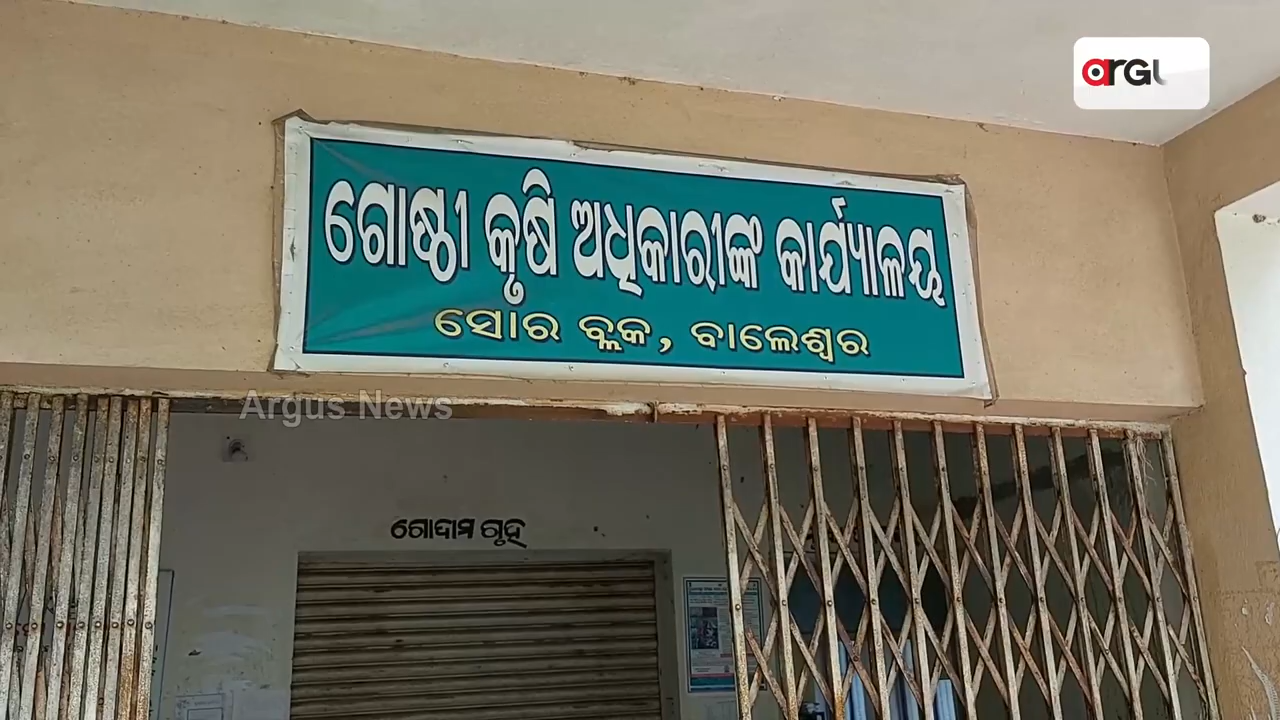 ARGU
ଗୋଷ୍ଠୀ କୃଷି ଅଧିକାରୀଙ୍କ କାର୍ଯ୍ୟାଳୟ
ସୋର ବ୍ଲକ, ବାଲେଶ୍ୱର
Argus News
ଗୋଦାମ ଗୃହ